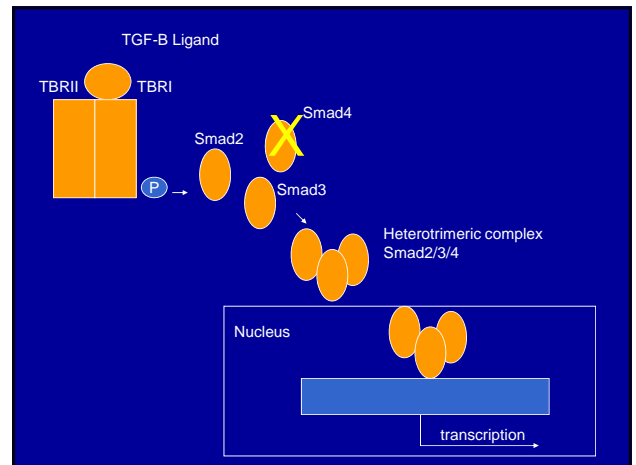 TGF-B Ligand
TBRII
TBRI
Smad4
Smad2
P
Smad3
Heterotrimeric complex
Smad2/3/4
Nucleus
transcription